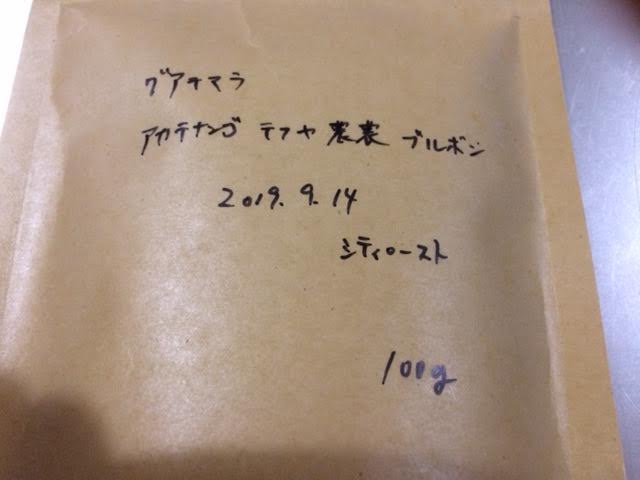 グアテマラ
アカテナンゴ テフヤ 農裳 ブルボン
2019. 9. 14
シティロースト
100g